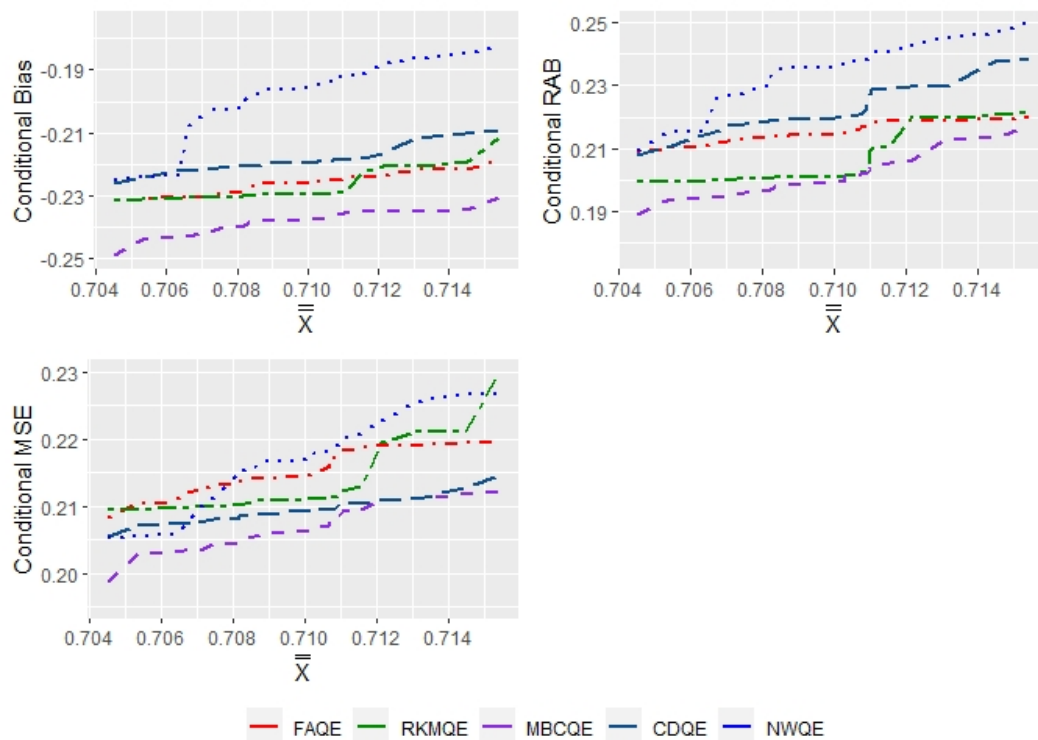 Conditional Bias
-0.19
-0.21
-0.23
-0.25
0.704 0.706 0.708 0.710 0.712 0.714
X̿
Conditional RAB
0.25
0.23
0.21
0.19
0.704 0.706 0.708 0.710 0.712 0.714
X̿
Conditional MSE
0.23
0.22
0.21
0.20
0.704 0.706 0.708 0.710 0.712 0.714
X̿
FAQE RKMQE MBCQE CDQE NWQE